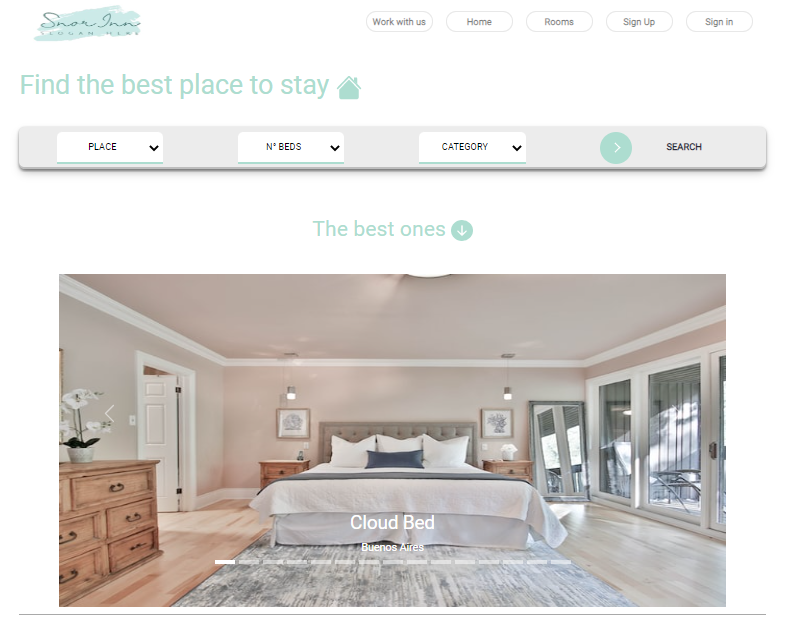 Snor Inn
SLOGAN HERE
Work with us
Home
Rooms
Sign Up
Sign in
Find the best place to stay
PLACE
N° BEDS
CATEGORY
SEARCH
The best ones
Cloud Bed
Buenos Aires